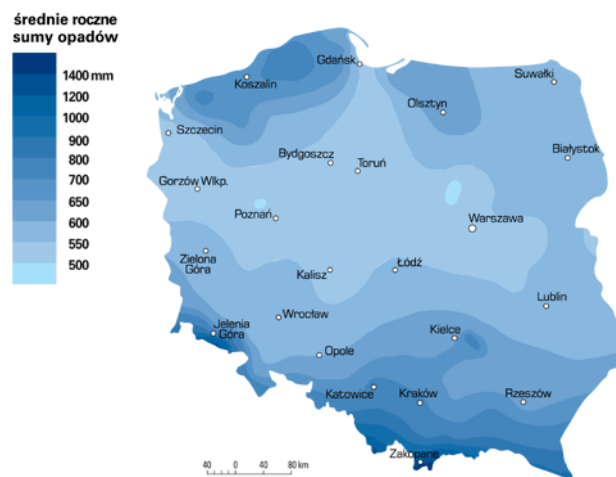 średnie roczne
sumy opadów
1400 mm
1200
1000
900
800
700
650
600
550
500
Gdańsk
Koszalin
Suwałki
Olsztyn
Szczecin
Białystok
Bydgoszcz
Toruń
Gorzów Wlkp.
Poznań
Warszawa
Zielona
Góra
Kalisz
Łódź
Lublin
Wrocław
Jelenia
Góra
Kielce
Opole
Katowice
Kraków
Rzeszów
Zakopane
40 0 40 80 km